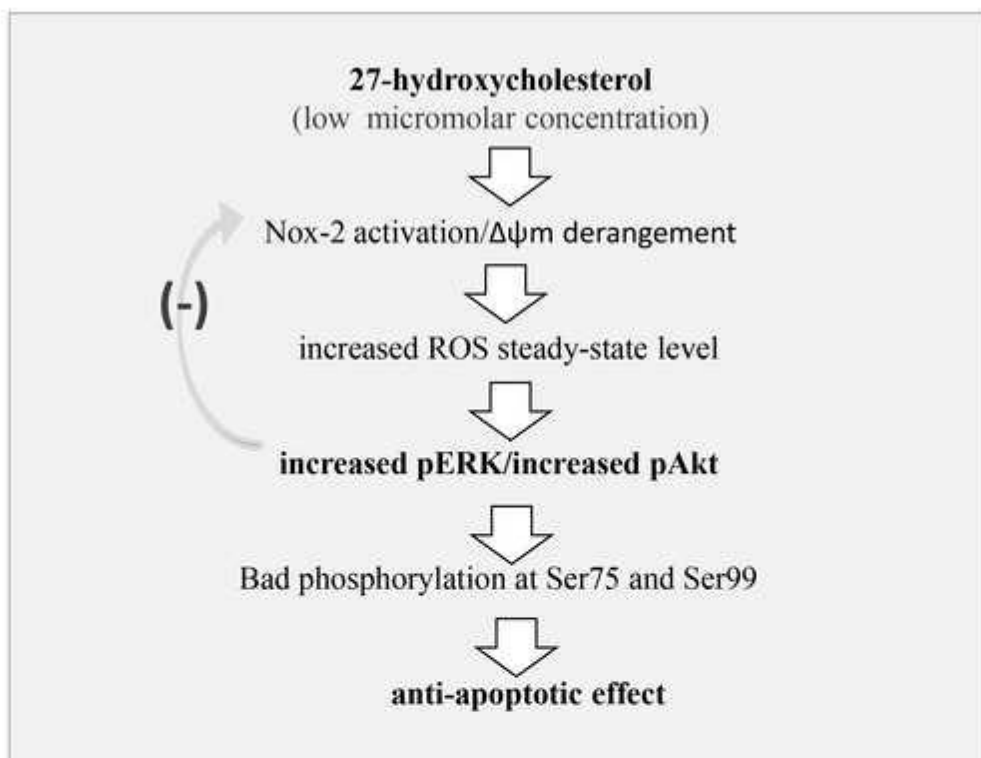 27-hydroxycholesterol
(low micromolar concentration)
Nox-2 activation/Δψm derangement
(-)
increased ROS steady-state level
increased pERK/increased pAkt
Bad phosphorylation at Ser75 and Ser99
anti-apoptotic effect